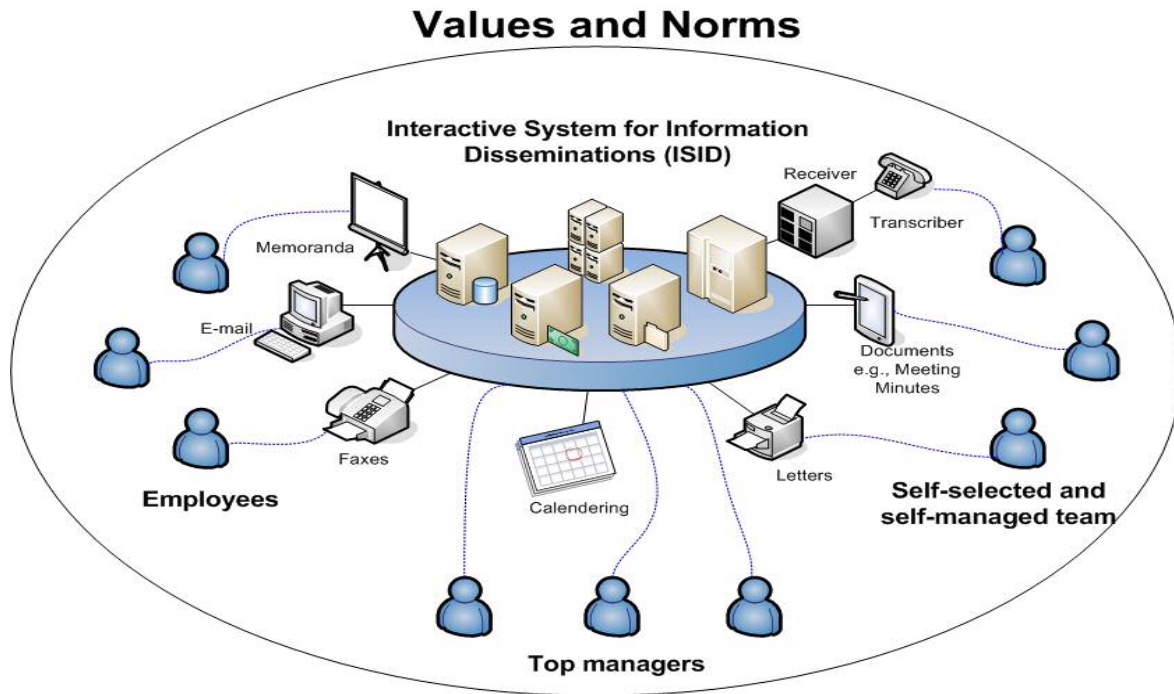 Values and Norms
Interactive System for Information
Disseminations (ISID)
Receiver
Transcriber
Memoranda
E-mail
Documents
e.g., Meeting
Minutes
Faxes
Letters
Calendering
Employees
Self-selected and
self-managed team
Top managers